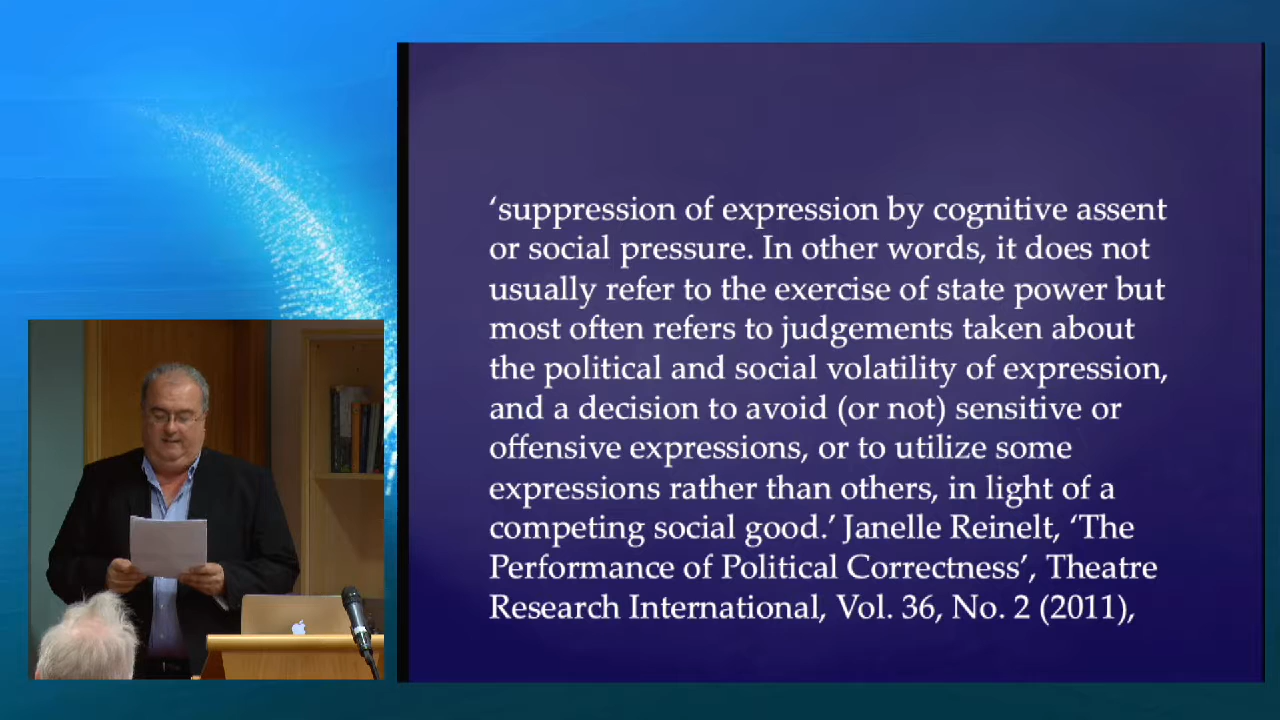 ‘suppression of expression by cognitive assent
or social pressure. In other words, it does not
usually refer to the exercise of state power but
most often refers to judgements taken about
the political and social volatility of expression,
and a decision to avoid (or not) sensitive or
offensive expressions, or to utilize some
expressions rather than others, in light of a
competing social good.’ Janelle Reinelt, ‘The
Performance of Political Correctness’, Theatre
Research International, Vol. 36, No. 2 (2011),